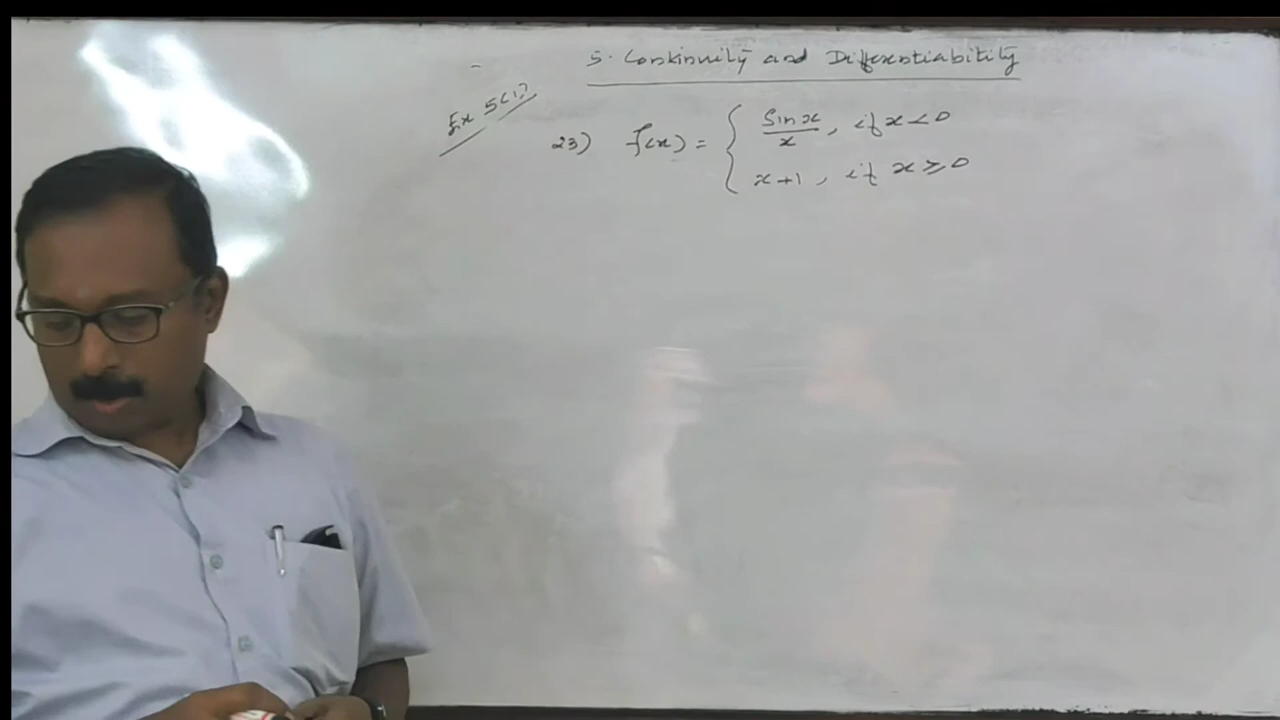 5. Continuity and Differentiability
Ex 5(1)
23) f(x) = { sin x / x , if x < 0
x+1 , if x ≥ 0